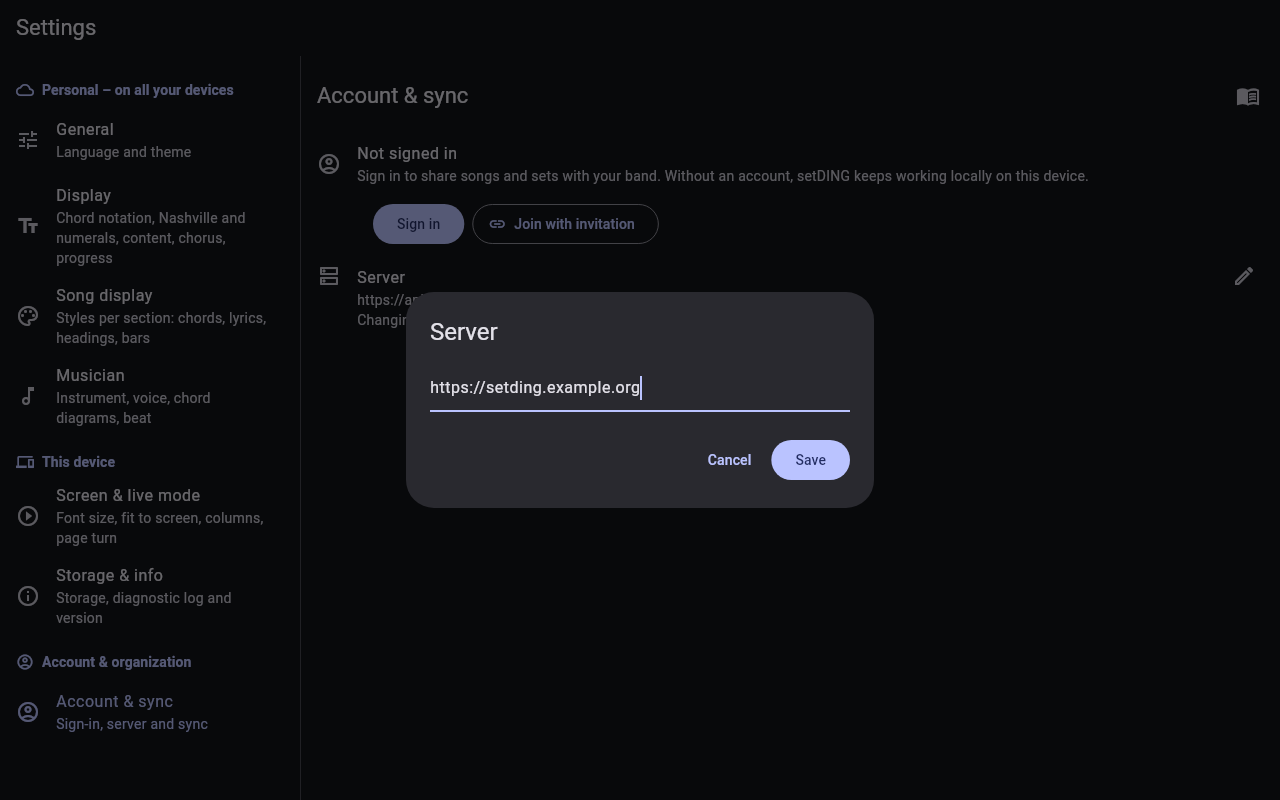 Settings
Personal – on all your devices
General
Language and theme
Display
Chord notation, Nashville and
numerals, content, chorus,
progress
Song display
Styles per section: chords, lyrics,
headings, bars
Musician
Instrument, voice, chord
diagrams, beat
This device
Screen & live mode
Font size, fit to screen, columns,
page turn
Storage & info
Storage, diagnostic log and
version
Account & organization
Account & sync
Sign-in, server and sync
Account & sync
Not signed in
Sign in to share songs and sets with your band. Without an account, setDING keeps working locally on this device.
Sign in
Join with invitation
Server
Server
https://setding.example.org
Cancel
Save